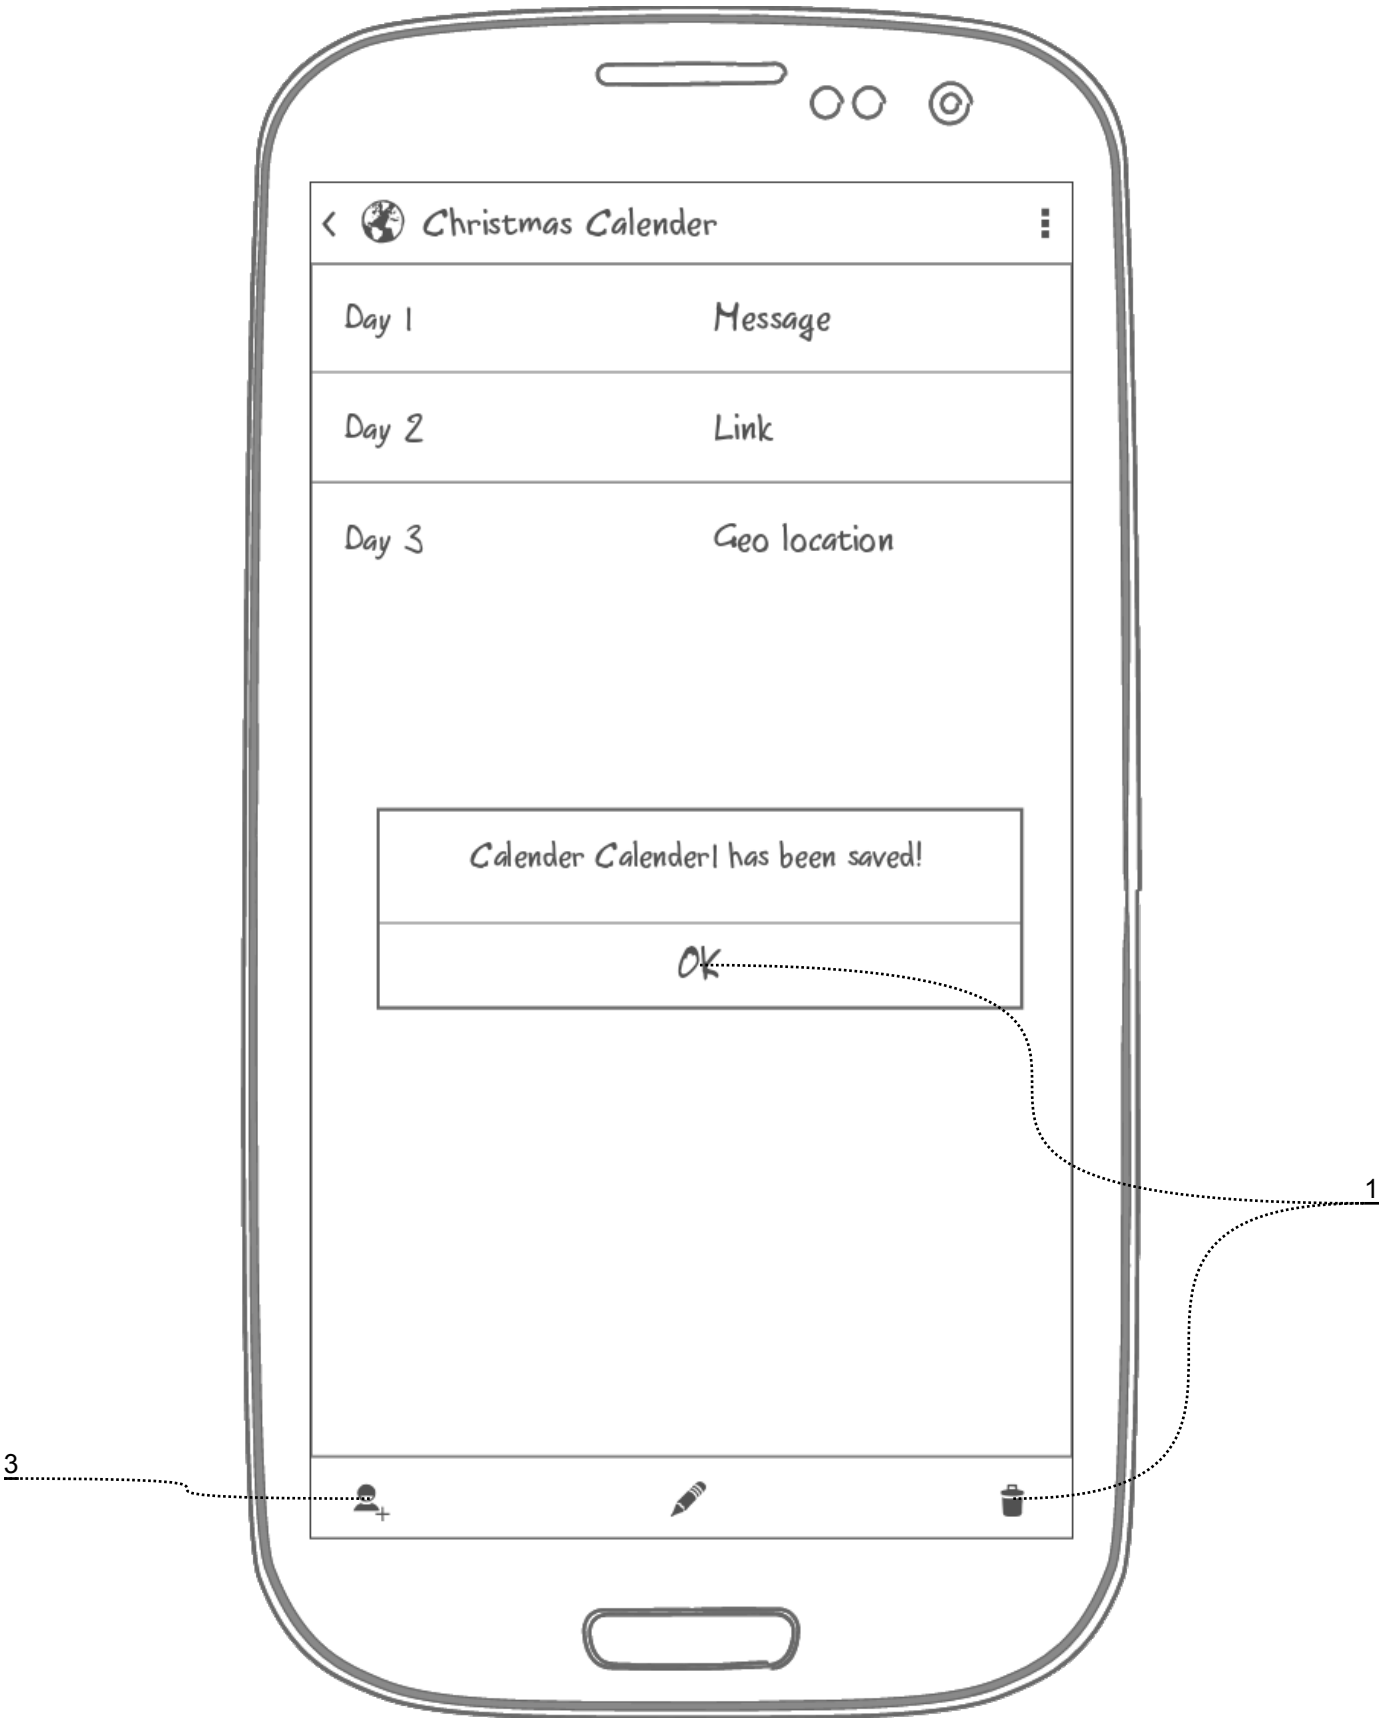 Christmas Calender
Day 1 Message
Day 2 Link
Day 3 Geo location
Calender Calender1 has been saved!
OK
1
3